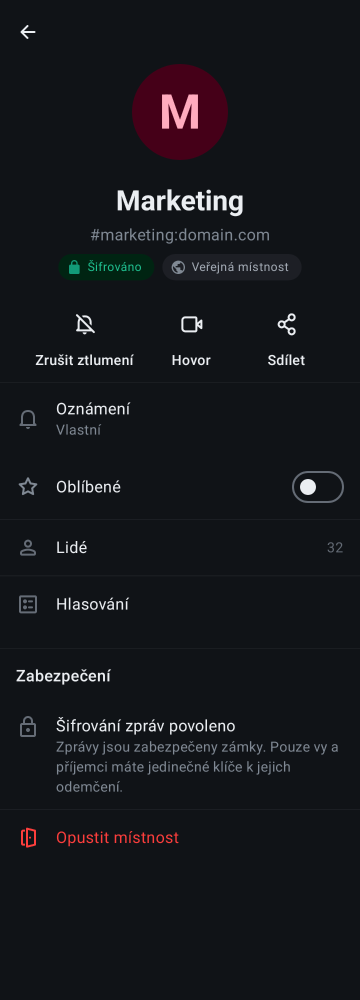 M
Marketing
#marketing:domain.com
Šifrováno
Veřejná místnost
Zrušit ztlumení
Hovor
Sdílet
Oznámení
Vlastní
Oblíbené
Lidé
32
Hlasování
Zabezpečení
Šifrování zpráv povoleno
Zprávy jsou zabezpečeny zámky. Pouze vy a
příjemci máte jedinečné klíče k jejich
odemčení.
Opustit místnost